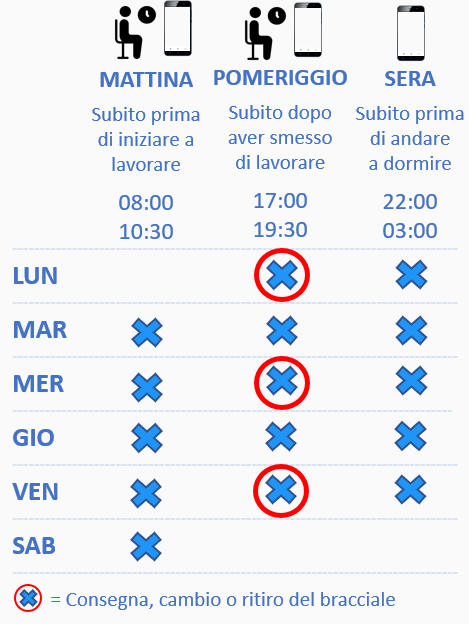 MATTINA POMERIGGIO SERA
Subito prima Subito dopo Subito prima
di iniziare a aver smesso di andare
lavorare di lavorare a dormire
08:00 17:00 22:00
10:30 19:30 03:00
LUN
MAR
MER
GIO
VEN
SAB
= Consegna, cambio o ritiro del bracciale